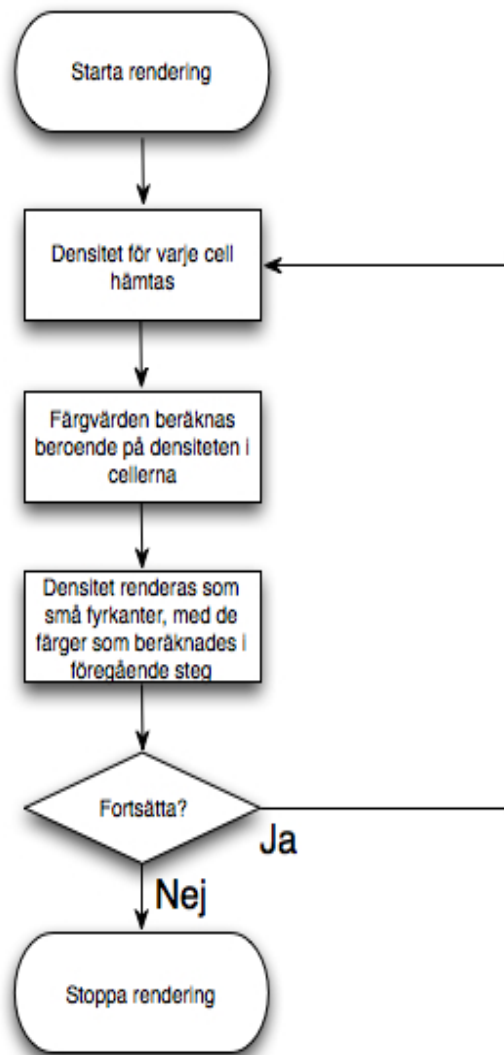 Starta rendering
Densitet för varje cell
hämtas
Färgvärden beräknas
beroende på densiteten i
cellerna
Densitet renderas som
små fyrkanter, med de
färger som beräknades i
föregående steg
Fortsätta?
Ja
Nej
Stoppa rendering